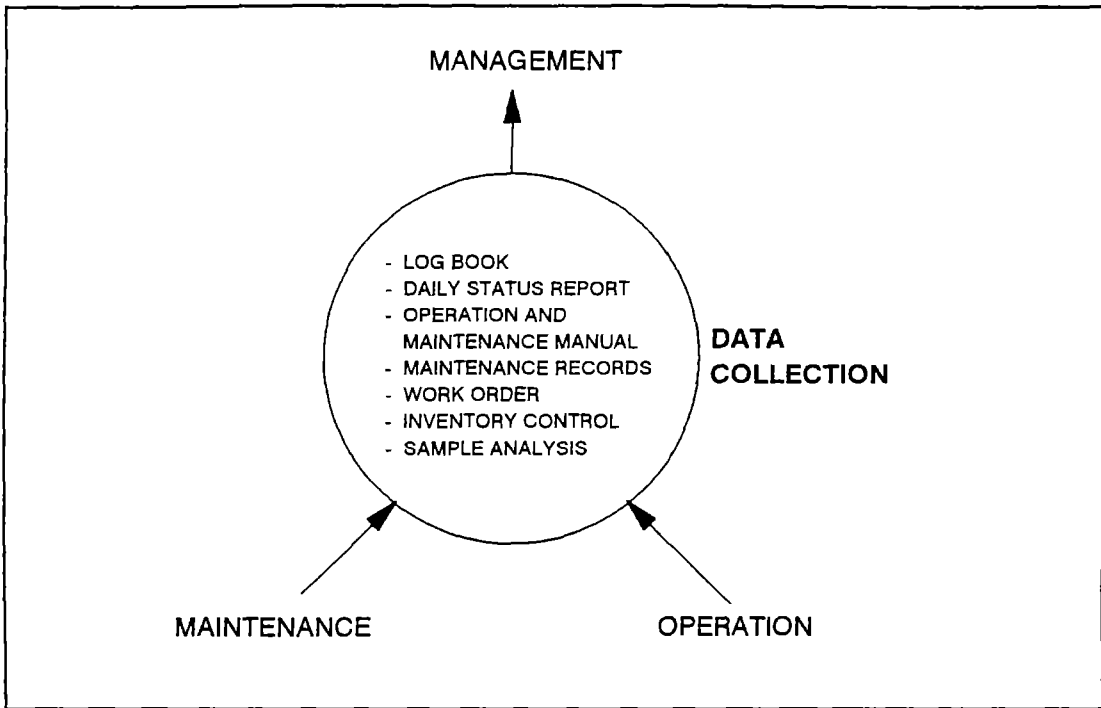 MANAGEMENT
- LOG BOOK
- DAILY STATUS REPORT
- OPERATION AND
MAINTENANCE MANUAL
- MAINTENANCE RECORDS
- WORK ORDER
- INVENTORY CONTROL
- SAMPLE ANALYSIS
DATA
COLLECTION
MAINTENANCE
OPERATION